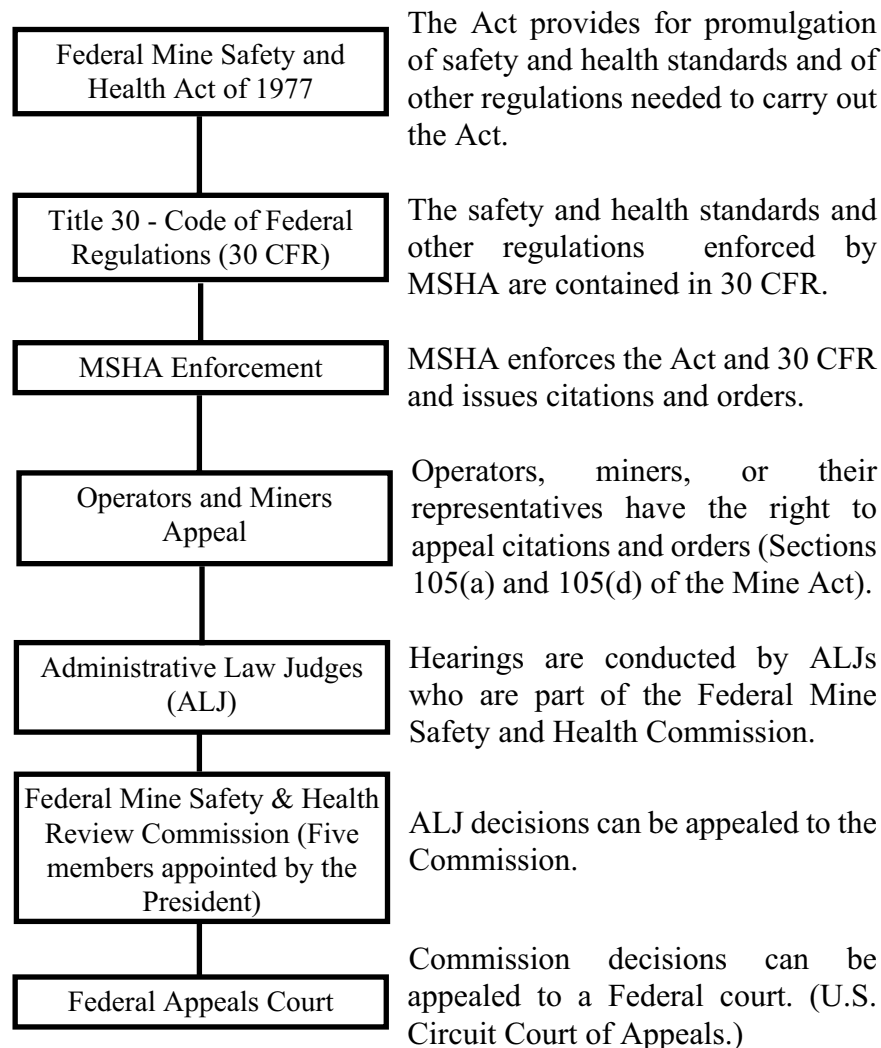 Federal Mine Safety and
Health Act of 1977
The Act provides for promulgation
of safety and health standards and of
other regulations needed to carry out
the Act.
Title 30 - Code of Federal
Regulations (30 CFR)
The safety and health standards and
other regulations enforced by
MSHA are contained in 30 CFR.
MSHA Enforcement
MSHA enforces the Act and 30 CFR
and issues citations and orders.
Operators and Miners
Appeal
Operators, miners, or their
representatives have the right to
appeal citations and orders (Sections
105(a) and 105(d) of the Mine Act).
Administrative Law Judges
(ALJ)
Hearings are conducted by ALJs
who are part of the Federal Mine
Safety and Health Commission.
Federal Mine Safety & Health
Review Commission (Five
members appointed by the
President)
ALJ decisions can be appealed to the
Commission.
Federal Appeals Court
Commission decisions can be
appealed to a Federal court. (U.S.
Circuit Court of Appeals.)